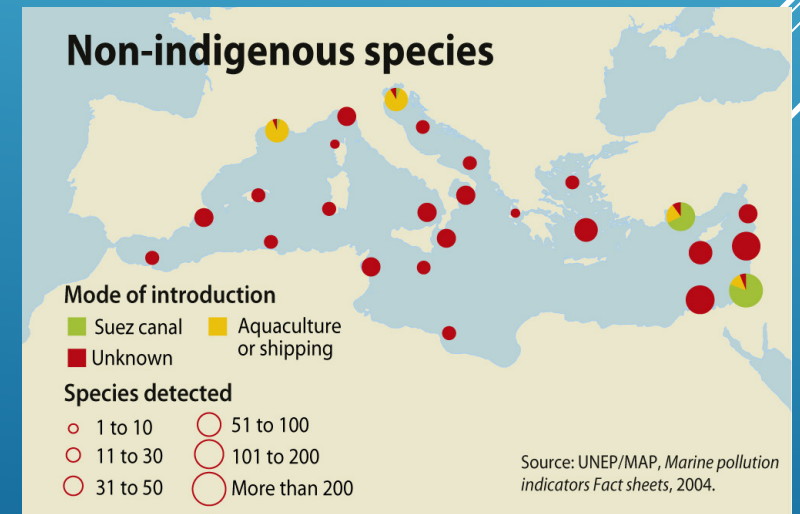 Non-indigenous species
Mode of introduction
Suez canal
Aquaculture
or shipping
Unknown
Species detected
1 to 10
11 to 30
31 to 50
51 to 100
101 to 200
More than 200
Source: UNEP/MAP, Marine pollution
indicators Fact sheets, 2004.